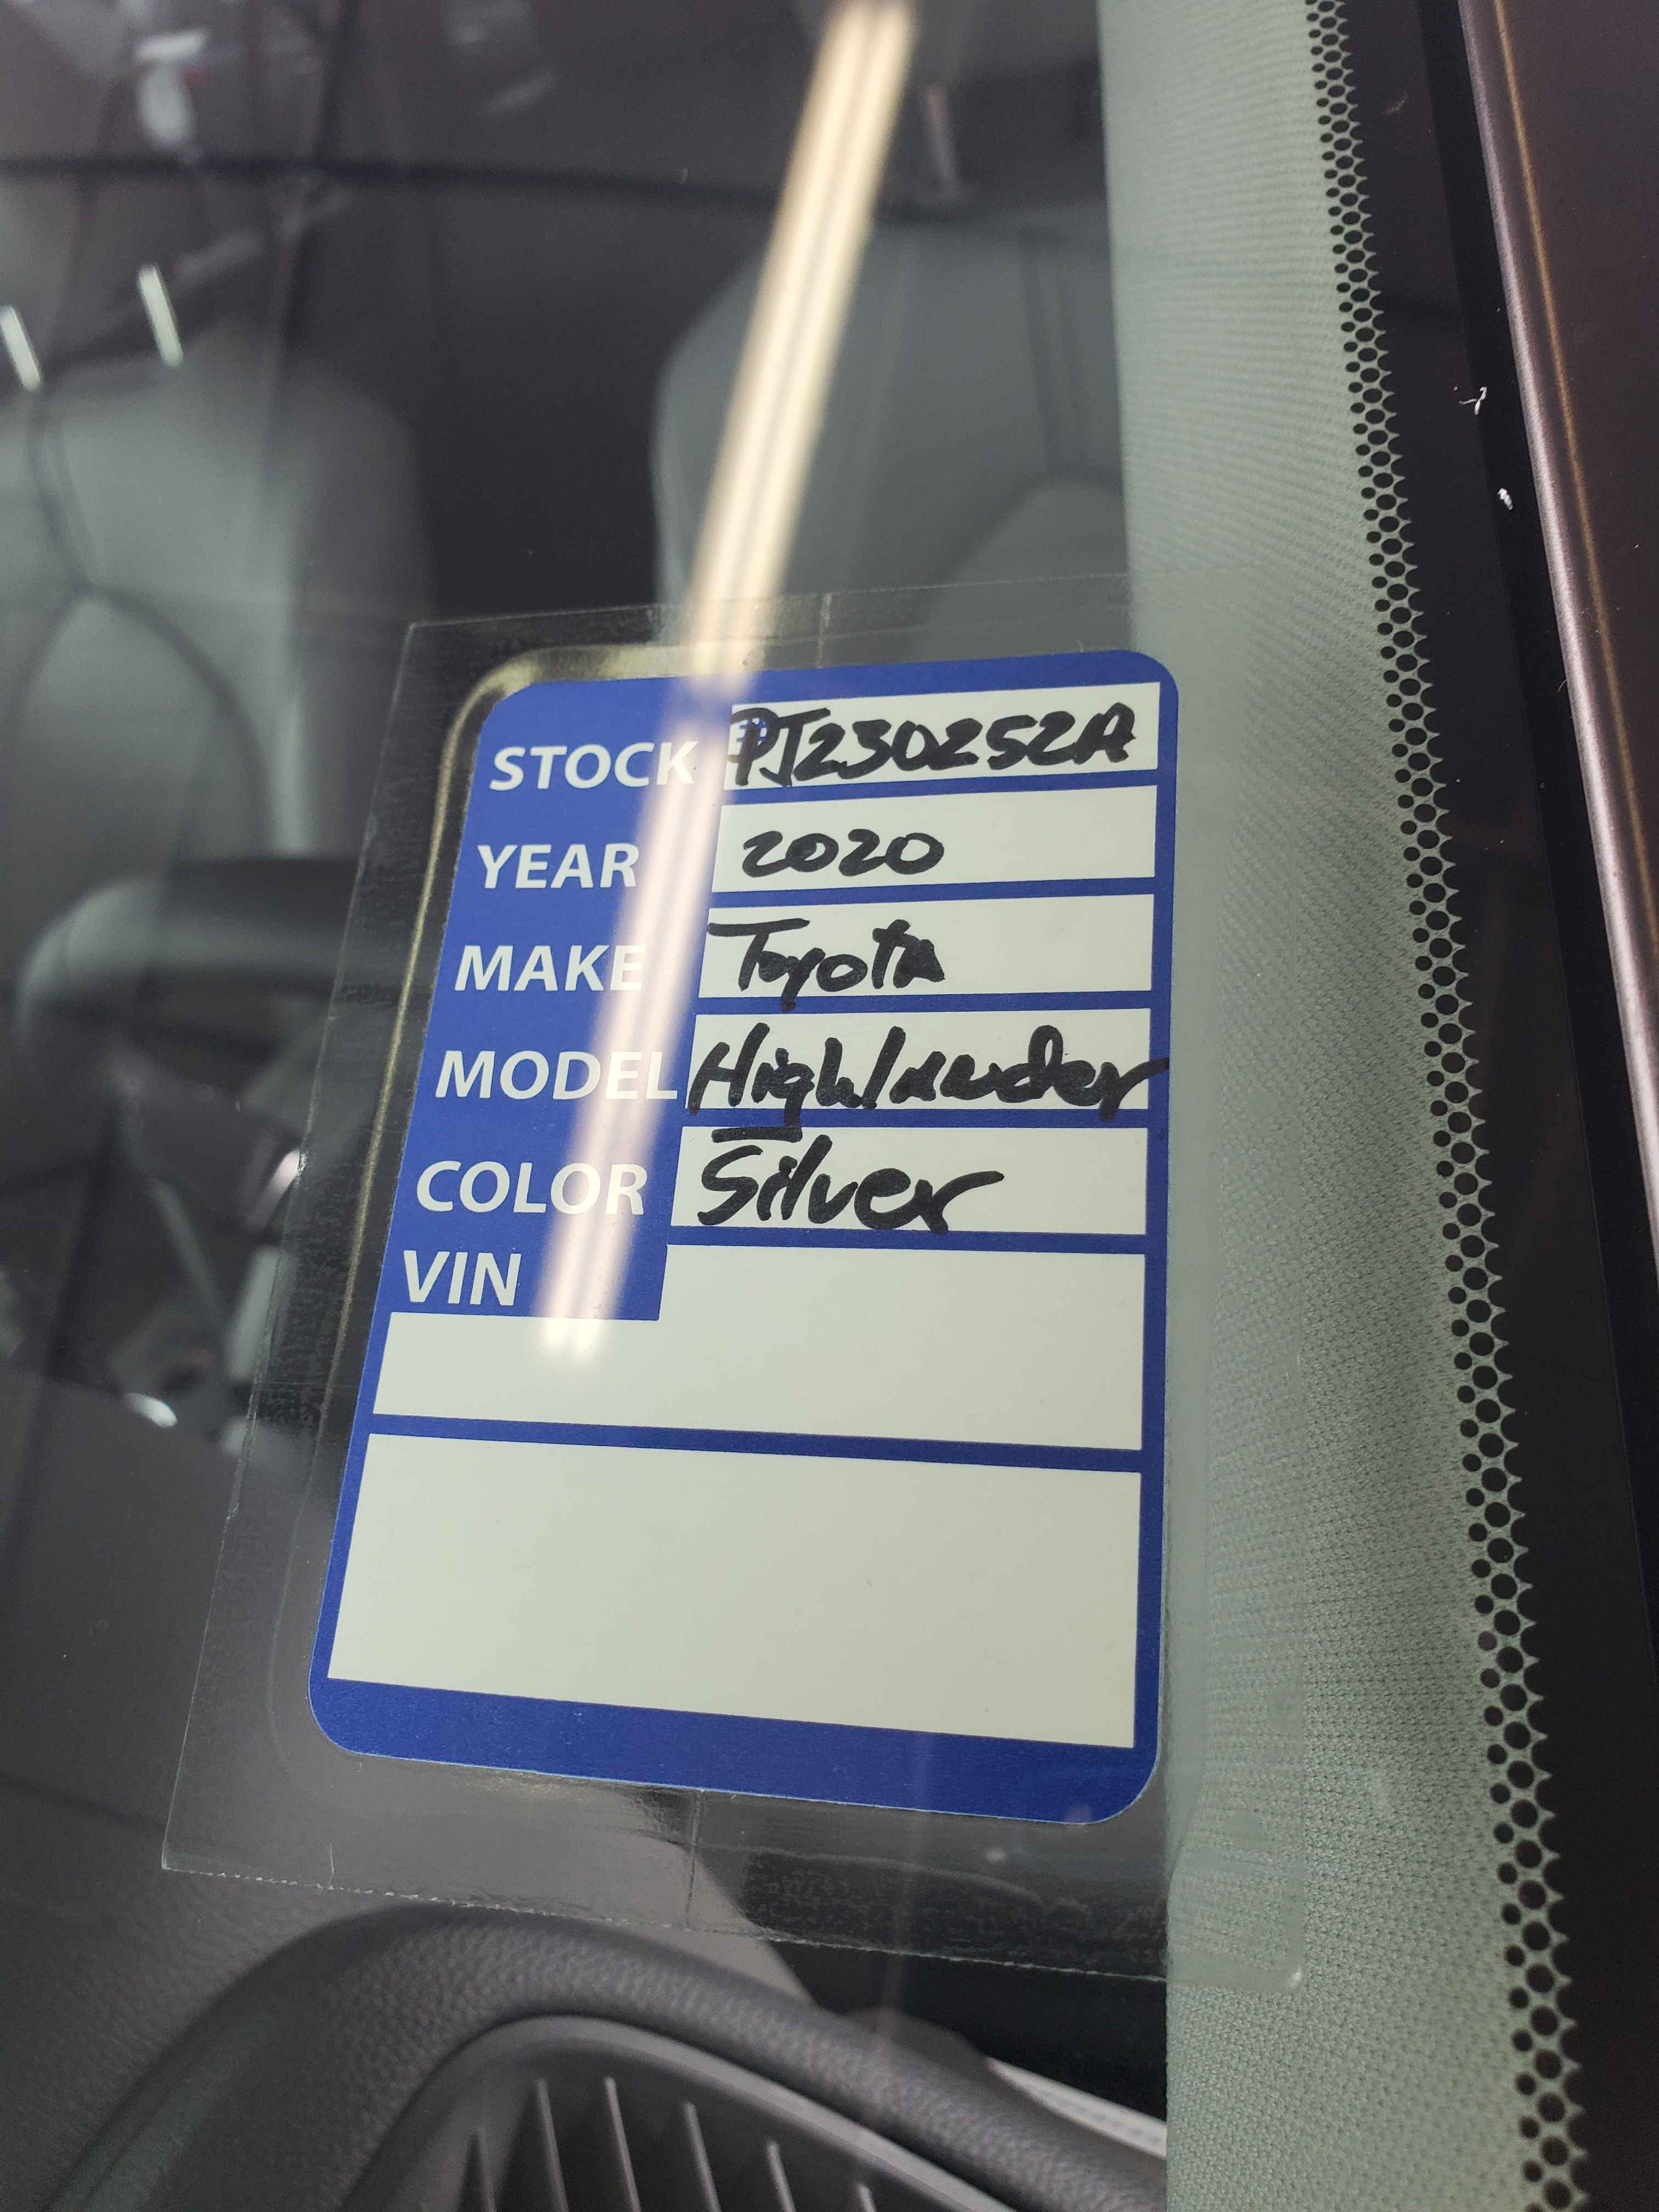 STOCK PJ230252A
YEAR 2020
MAKE Toyota
MODEL Highlander
COLOR Silver
VIN